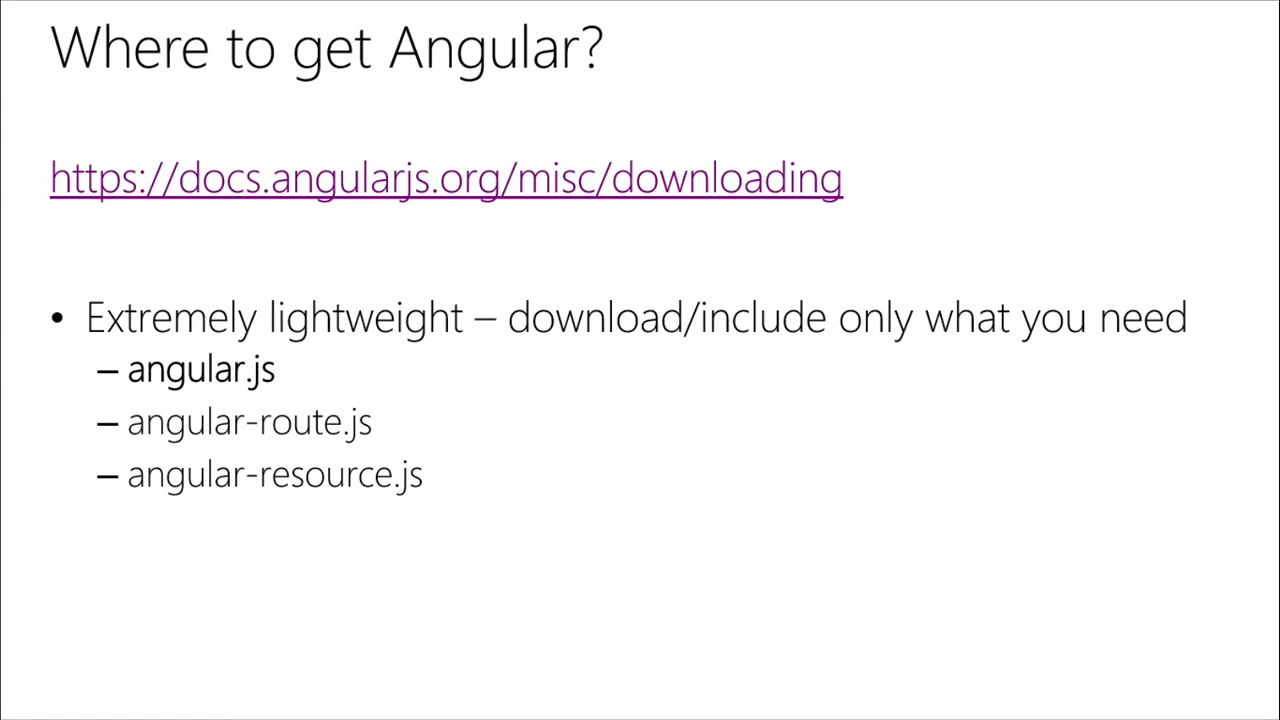 Where to get Angular?
https://docs.angularjs.org/misc/downloading
• Extremely lightweight – download/include only what you need
– angular.js
– angular-route.js
– angular-resource.js